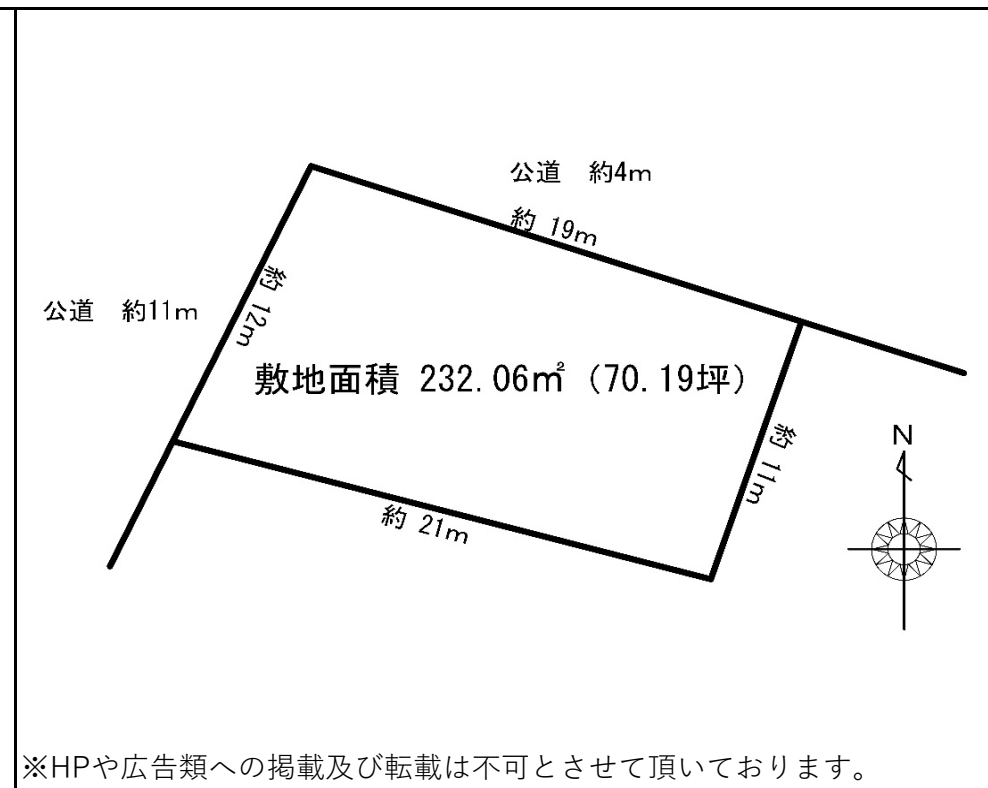 公道　約4m
約 19m
公道　約11m
約 12m
敷地面積 232.06㎡（70.19坪）
約 11m
約 21m
N
※HPや広告類への掲載及び転載は不可とさせて頂いております。